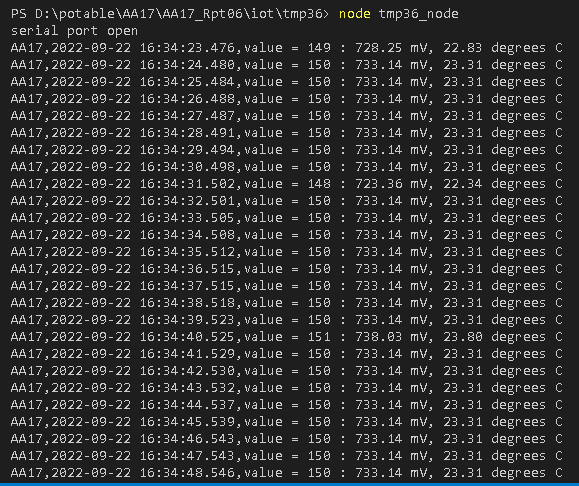 PS D:\potable\AA17\AA17_Rpt06\iot\tmp36> node tmp36_node
serial port open
AA17,2022-09-22 16:34:23.476,value = 149 : 728.25 mV, 22.83 degrees C
AA17,2022-09-22 16:34:24.480,value = 150 : 733.14 mV, 23.31 degrees C
AA17,2022-09-22 16:34:25.484,value = 150 : 733.14 mV, 23.31 degrees C
AA17,2022-09-22 16:34:26.488,value = 150 : 733.14 mV, 23.31 degrees C
AA17,2022-09-22 16:34:27.487,value = 150 : 733.14 mV, 23.31 degrees C
AA17,2022-09-22 16:34:28.491,value = 150 : 733.14 mV, 23.31 degrees C
AA17,2022-09-22 16:34:29.494,value = 150 : 733.14 mV, 23.31 degrees C
AA17,2022-09-22 16:34:30.498,value = 150 : 733.14 mV, 23.31 degrees C
AA17,2022-09-22 16:34:31.502,value = 148 : 723.36 mV, 22.34 degrees C
AA17,2022-09-22 16:34:32.501,value = 150 : 733.14 mV, 23.31 degrees C
AA17,2022-09-22 16:34:33.505,value = 150 : 733.14 mV, 23.31 degrees C
AA17,2022-09-22 16:34:34.508,value = 150 : 733.14 mV, 23.31 degrees C
AA17,2022-09-22 16:34:35.512,value = 150 : 733.14 mV, 23.31 degrees C
AA17,2022-09-22 16:34:36.515,value = 150 : 733.14 mV, 23.31 degrees C
AA17,2022-09-22 16:34:37.515,value = 150 : 733.14 mV, 23.31 degrees C
AA17,2022-09-22 16:34:38.518,value = 150 : 733.14 mV, 23.31 degrees C
AA17,2022-09-22 16:34:39.523,value = 150 : 733.14 mV, 23.31 degrees C
AA17,2022-09-22 16:34:40.525,value = 151 : 738.03 mV, 23.80 degrees C
AA17,2022-09-22 16:34:41.529,value = 150 : 733.14 mV, 23.31 degrees C
AA17,2022-09-22 16:34:42.530,value = 150 : 733.14 mV, 23.31 degrees C
AA17,2022-09-22 16:34:43.532,value = 150 : 733.14 mV, 23.31 degrees C
AA17,2022-09-22 16:34:44.537,value = 150 : 733.14 mV, 23.31 degrees C
AA17,2022-09-22 16:34:45.539,value = 150 : 733.14 mV, 23.31 degrees C
AA17,2022-09-22 16:34:46.543,value = 150 : 733.14 mV, 23.31 degrees C
AA17,2022-09-22 16:34:47.543,value = 150 : 733.14 mV, 23.31 degrees C
AA17,2022-09-22 16:34:48.546,value = 150 : 733.14 mV, 23.31 degrees C